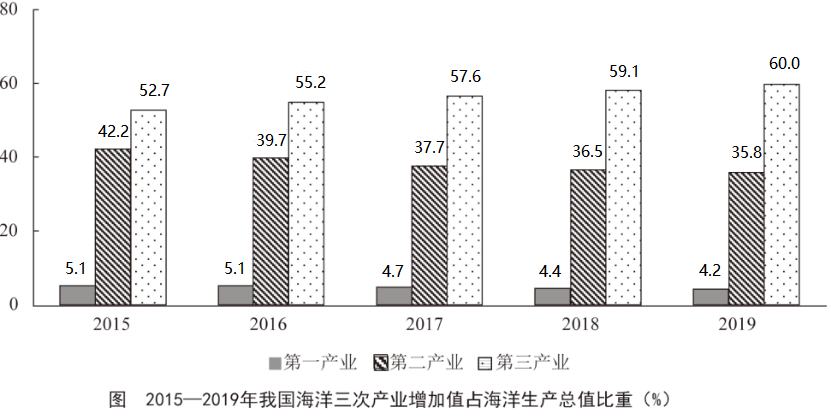 80
60
40
20
0
5.1 42.2 52.7
5.1 39.7 55.2
4.7 37.7 57.6
4.4 36.5 59.1
4.2 35.8 60.0
2015 2016 2017 2018 2019
第一产业 第二产业 第三产业
图 2015—2019年我国海洋三次产业增加值占海洋生产总值比重（%）